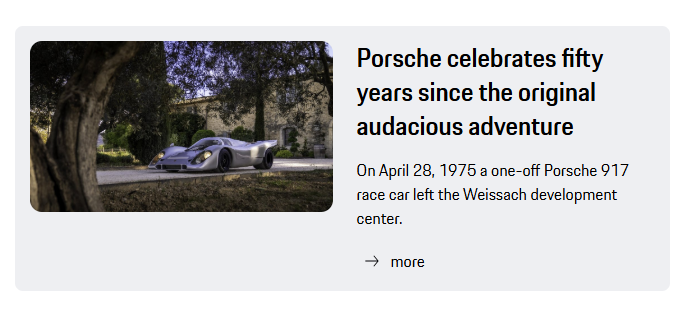 Porsche celebrates fifty
years since the original
audacious adventure
On April 28, 1975 a one-off Porsche 917
race car left the Weissach development
center.
→ more